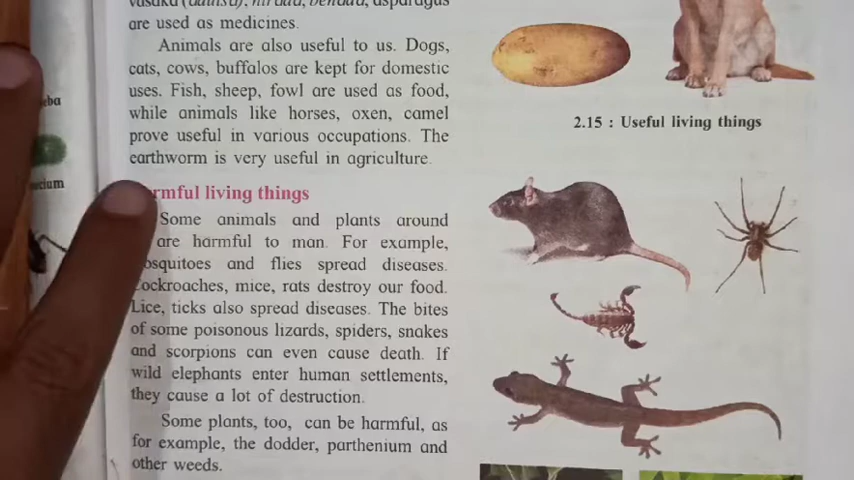 are used as medicines.
Animals are also useful to us. Dogs,
cats, cows, buffalos are kept for domestic
uses. Fish, sheep, fowl are used as food,
while animals like horses, oxen, camel
prove useful in various occupations. The
earthworm is very useful in agriculture.
rmful living things
Some animals and plants around
are harmful to man. For example,
osquitoes and flies spread diseases.
Cockroaches, mice, rats destroy our food.
Lice, ticks also spread diseases. The bites
of some poisonous lizards, spiders, snakes
and scorpions can even cause death. If
wild elephants enter human settlements,
they cause a lot of destruction.
Some plants, too, can be harmful, as
for example, the dodder, parthenium and
other weeds.
2.15 : Useful living things